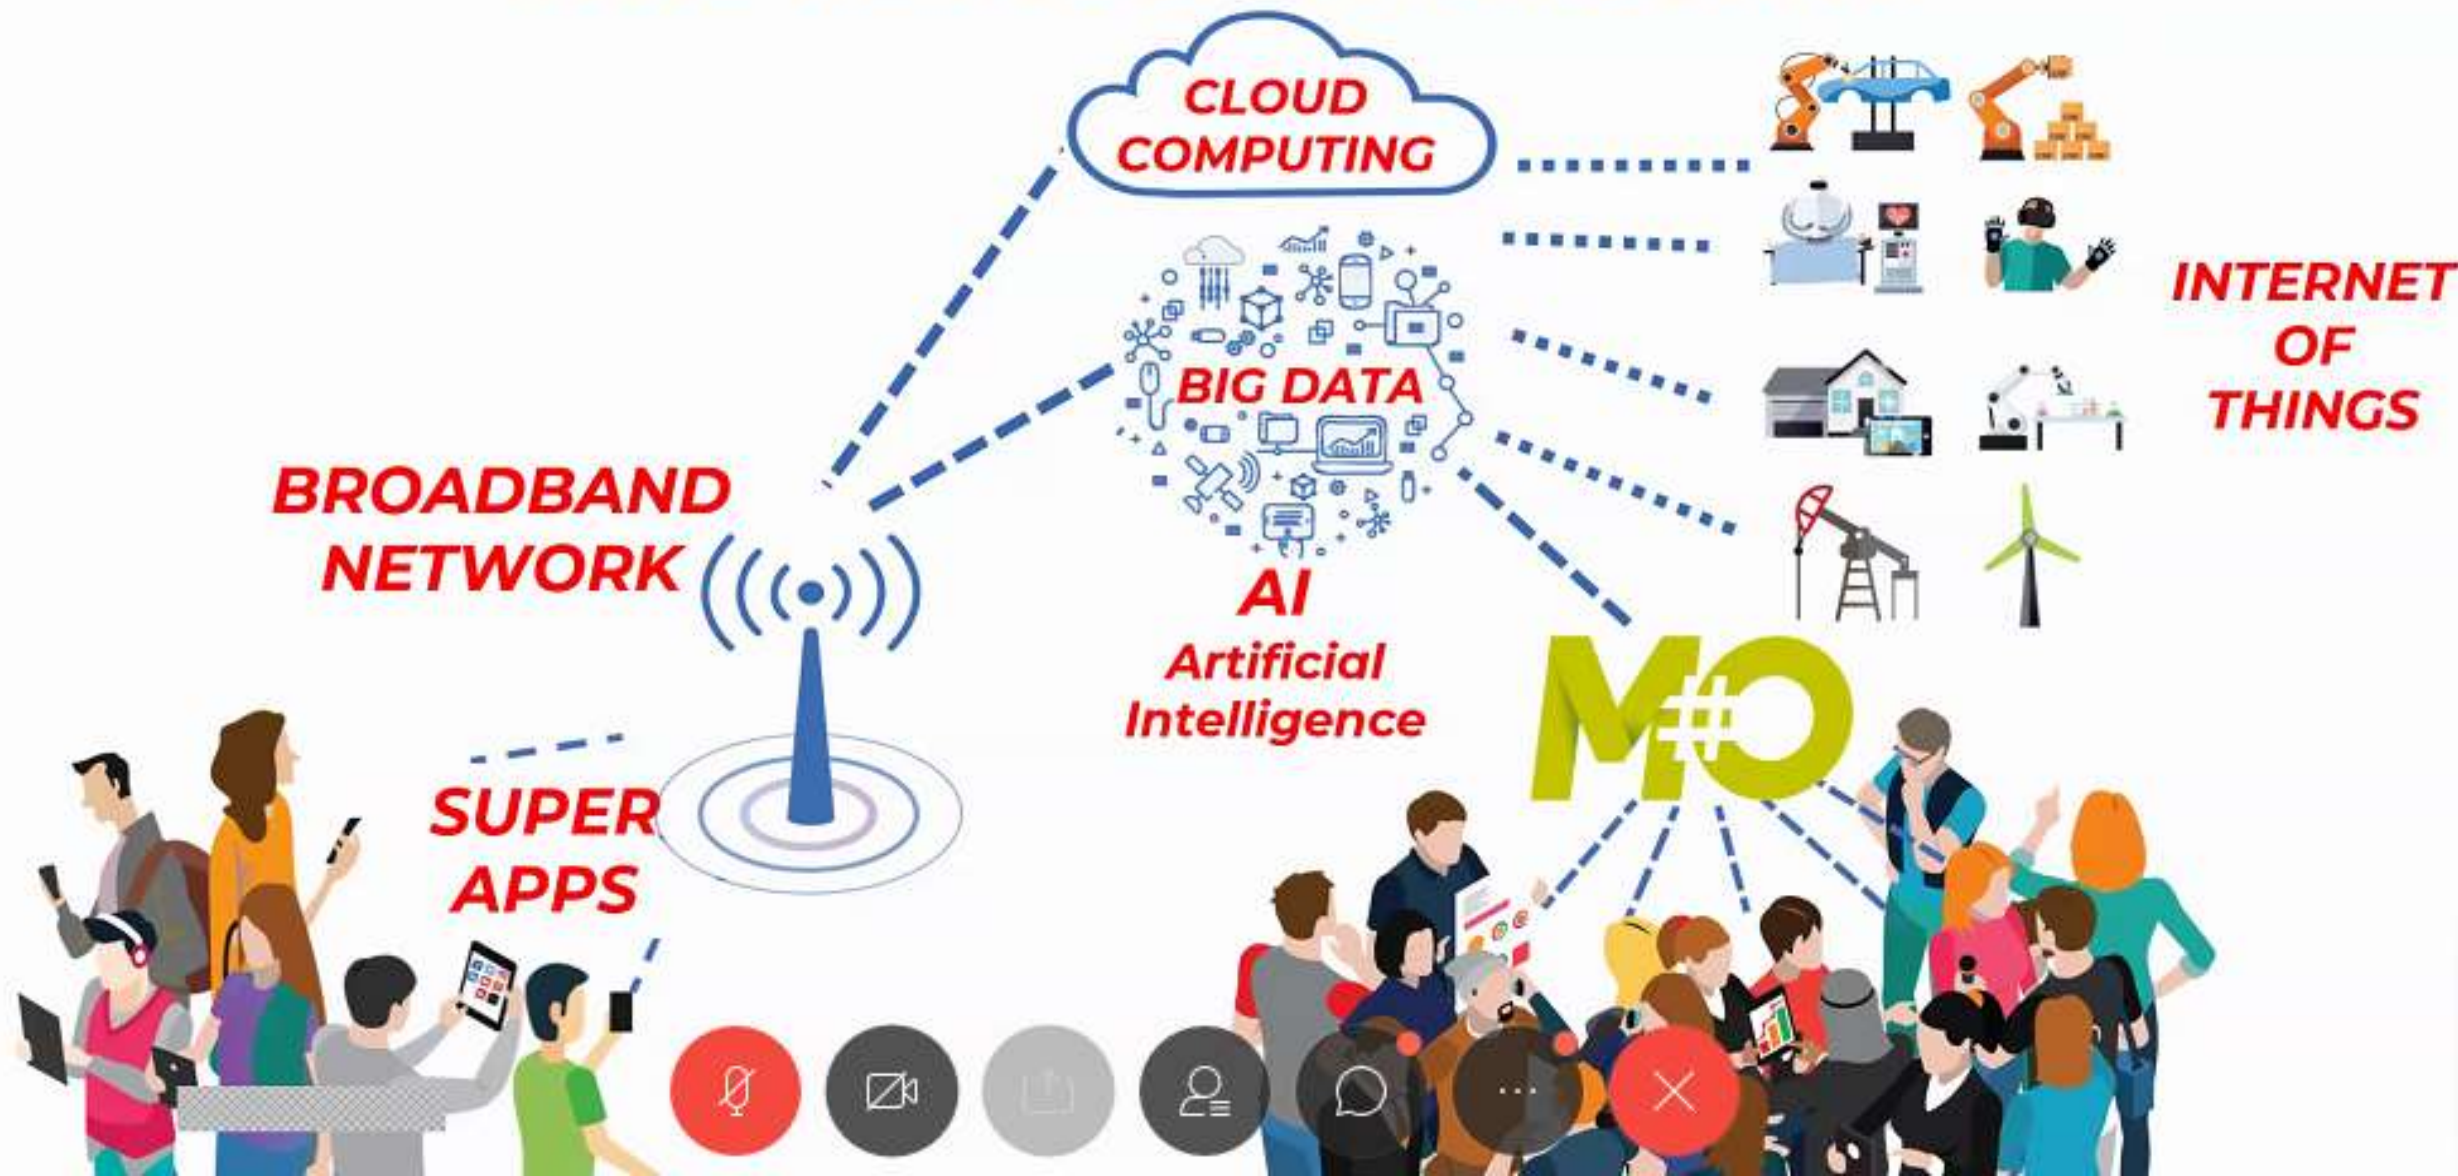 CLOUD
COMPUTING
BIG DATA
INTERNET
OF
THINGS
BROADBAND
NETWORK
AI
Artificial
Intelligence
M#O
SUPER
APPS